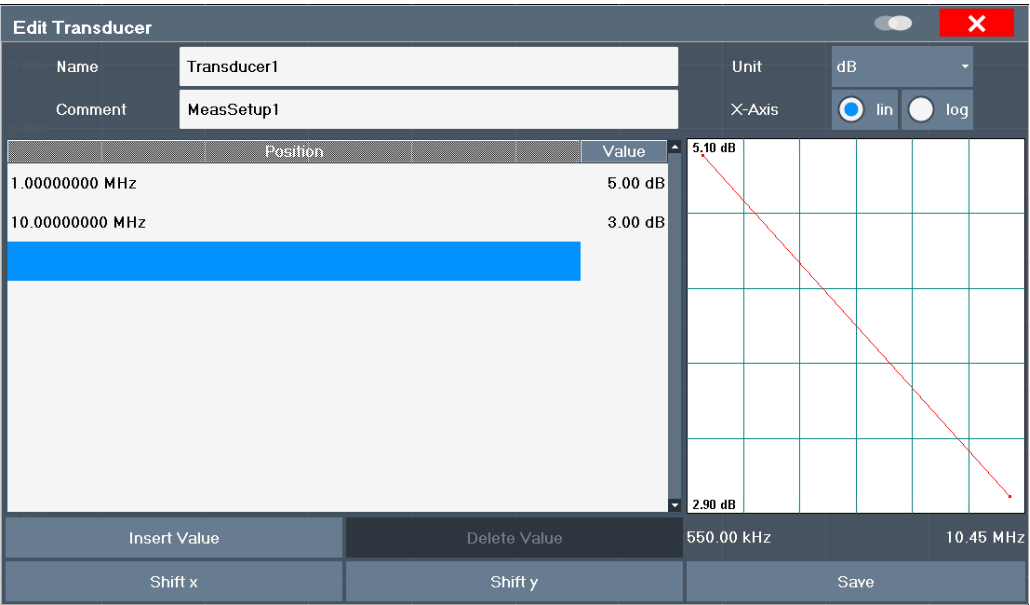 Edit Transducer
Name Transducer1 Unit dB
Comment MeasSetup1 X-Axis lin log
Position Value
5.10 dB
1.00000000 MHz 5.00 dB
10.00000000 MHz 3.00 dB
2.90 dB
Insert Value Delete Value 550.00 kHz 10.45 MHz
Shift x Shift y Save